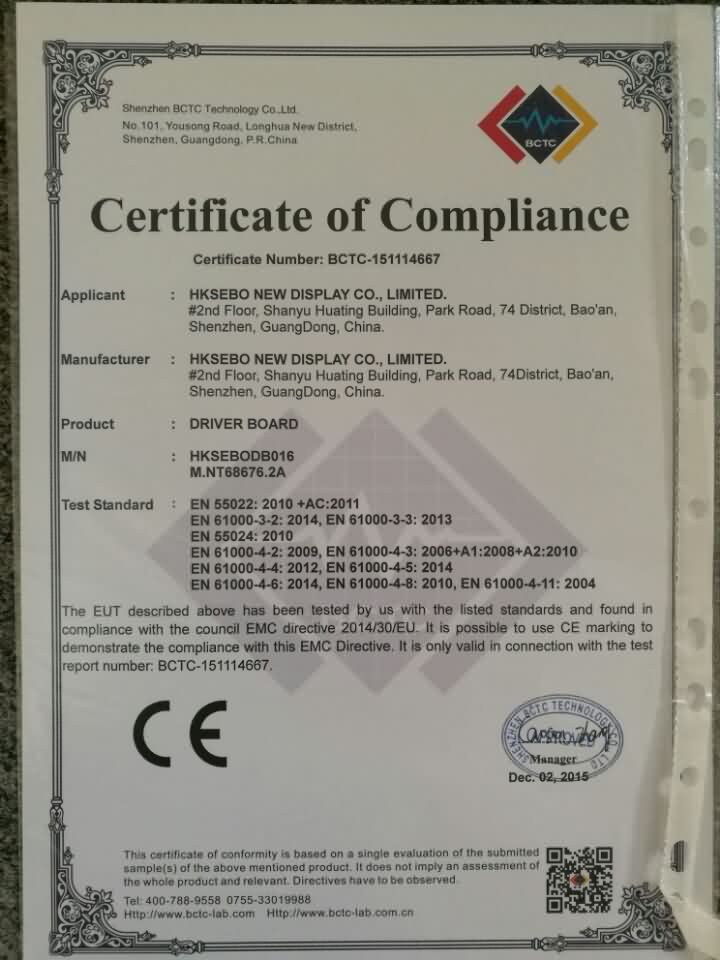 Shenzhen BCTC Technology Co.,Ltd.
No.101, Yousong Road, Longhua New District,
Shenzhen, Guangdong, P.R.China
BCTC
Certificate of Compliance
Certificate Number: BCTC-151114667
Applicant : HKSEBO NEW DISPLAY CO., LIMITED.
#2nd Floor, Shanyu Huating Building, Park Road, 74 District, Bao'an,
Shenzhen, GuangDong, China.
Manufacturer : HKSEBO NEW DISPLAY CO., LIMITED.
#2nd Floor, Shanyu Huating Building, Park Road, 74District, Bao'an,
Shenzhen, GuangDong, China.
Product : DRIVER BOARD
M/N : HKSEBODB016
M.NT68676.2A
Test Standard : EN 55022: 2010 +AC:2011
EN 61000-3-2: 2014, EN 61000-3-3: 2013
EN 55024: 2010
EN 61000-4-2: 2009, EN 61000-4-3: 2006+A1:2008+A2:2010
EN 61000-4-4: 2012, EN 61000-4-5: 2014
EN 61000-4-6: 2014, EN 61000-4-8: 2010, EN 61000-4-11: 2004
The EUT described above has been tested by us with the listed standards and found in
compliance with the council EMC directive 2014/30/EU. It is possible to use CE marking to
demonstrate the compliance with this EMC Directive. It is only valid in connection with the test
report number: BCTC-151114667.
CE
SHENZHEN BCTC TECHNOLOGY CO., LTD
APPROVED
Manager
Dec. 02, 2015
This certificate of conformity is based on a single evaluation of the submitted
sample(s) of the above mentioned product. It does not imply an assessment of
the whole product and relevant. Directives have to be observed.
Tel: 400-788-9558 0755-33019988
Http://www.bctc-lab.com Http://www.bctc-lab.com.cn